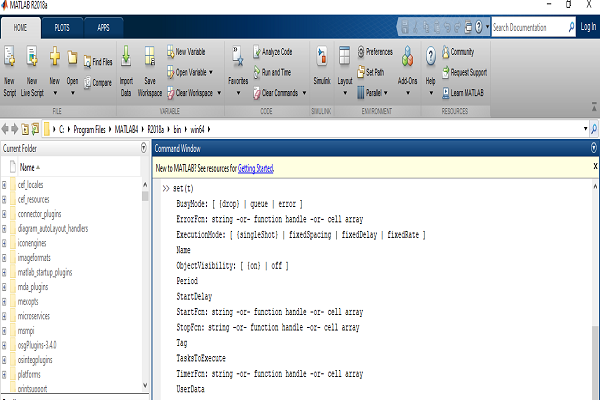 MATLAB R2018a
HOME PLOTS APPS
Search Documentation Log In
New Script
New Live Script
New
Open
Find Files
Compare
Import Data
Save Workspace
New Variable
Open Variable
Clear Workspace
Favorites
Analyze Code
Run and Time
Clear Commands
Simulink
Layout
Preferences
Set Path
Parallel
Add-Ons
Help
Community
Request Support
Learn MATLAB
FILE VARIABLE CODE SIMULINK ENVIRONMENT RESOURCES
C: Program Files MATLAB4 R2018a bin win64
Current Folder
Name
cef_locales
cef_resources
connector_plugins
diagram_autoLayout_handlers
iconengines
imageformats
matlab_startup_plugins
mda_plugins
mexopts
microservices
msmpi
osgPlugins-3.4.0
osintegplugins
platforms
printsupport
Command Window
New to MATLAB? See resources for Getting Started.
>> set(t)
BusyMode: [ {drop} | queue | error ]
ErrorFcn: string -or- function handle -or- cell array
ExecutionMode: [ {singleShot} | fixedSpacing | fixedDelay | fixedRate ]
Name
ObjectVisibility: [ {on} | off ]
Period
StartDelay
StartFcn: string -or- function handle -or- cell array
StopFcn: string -or- function handle -or- cell array
Tag
TasksToExecute
TimerFcn: string -or- function handle -or- cell array
UserData